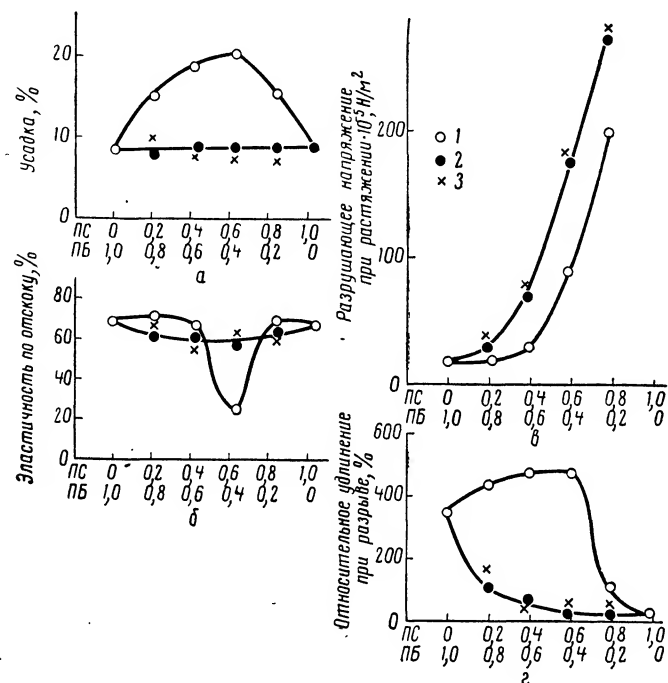 Усадка, %
20
10
0
ПС 0 0,2 0,4 0,6 0,8 1,0
ПБ 1,0 0,8 0,6 0,4 0,2 0
а
Эластичность по отскоку, %
80
60
40
20
0
ПС 0 0,2 0,4 0,6 0,8 1,0
ПБ 1,0 0,8 0,6 0,4 0,2 0
б
Разрушающее напряжение
при растяжении·10⁻⁵ Н/м²
200
100
0
1
2
3
ПС 0 0,2 0,4 0,6 0,8 1,0
ПБ 1,0 0,8 0,6 0,4 0,2 0
в
Относительное удлинение
при разрыве, %
600
400
200
0
ПС 0 0,2 0,4 0,6 0,8 1,0
ПБ 1,0 0,8 0,6 0,4 0,2 0
г